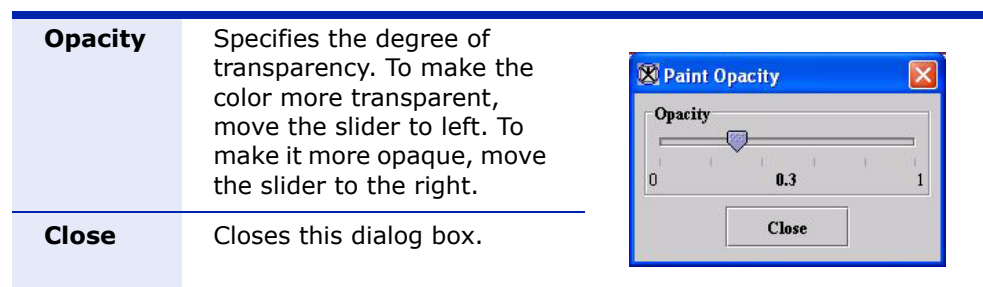 Opacity
Specifies the degree of
transparency. To make the
color more transparent,
move the slider to left. To
make it more opaque, move
the slider to the right.
Close
Closes this dialog box.
Paint Opacity
Opacity
0 0.3 1
Close